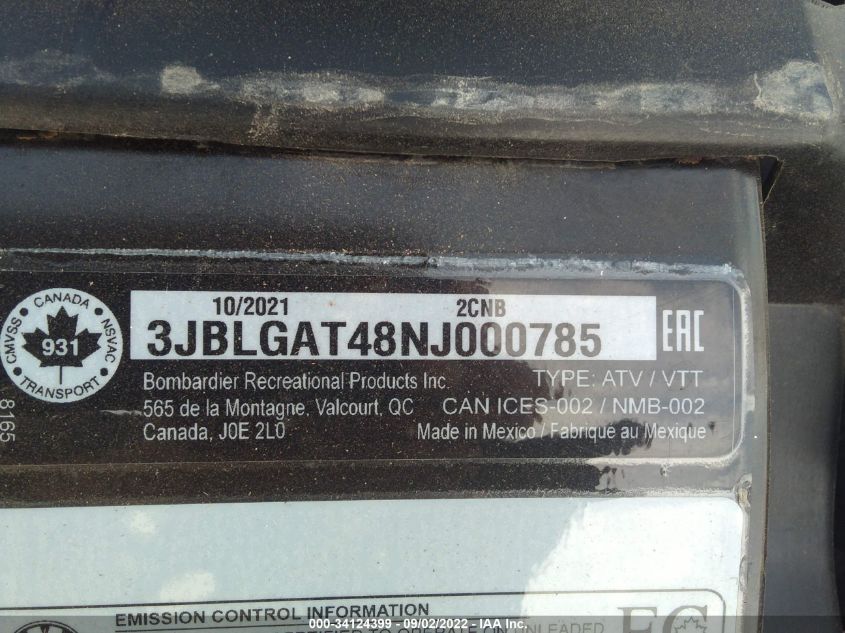 10/2021 2CNB
3JBLGAT48NJ000785
EAC
CANADA
CMVSS
NSVAC
931
TRANSPORT
8165
Bombardier Recreational Products Inc. TYPE: ATV / VTT
565 de la Montagne, Valcourt, QC CAN ICES-002 / NMB-002
Canada, J0E 2L0 Made in Mexico / Fabriqué au Mexique
EMISSION CONTROL INFORMATION
000-34124399 - 09/02/2022 - IAA Inc.